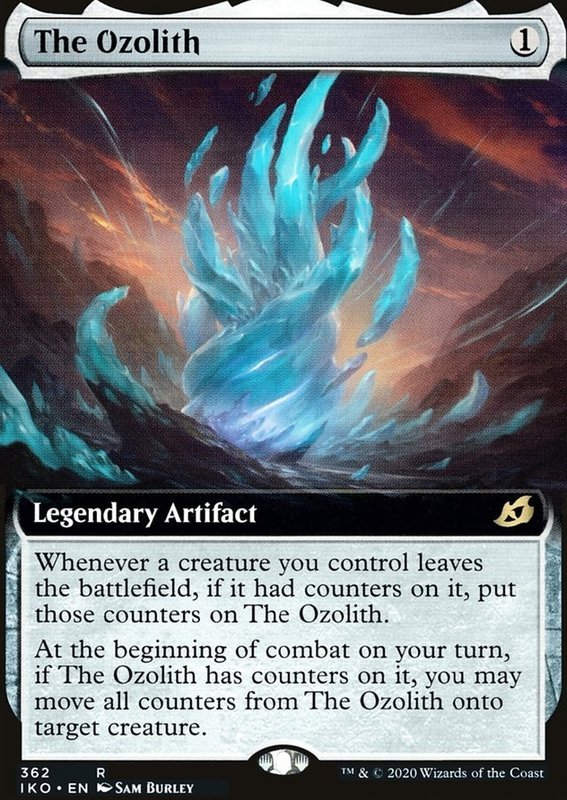 The Ozolith 1
Legendary Artifact
Whenever a creature you control leaves
the battlefield, if it had counters on it, put
those counters on The Ozolith.
At the beginning of combat on your turn,
if The Ozolith has counters on it, you may
move all counters from The Ozolith onto
target creature.
362 R
IKO • EN SAM BURLEY
™ & © 2020 Wizards of the Coast